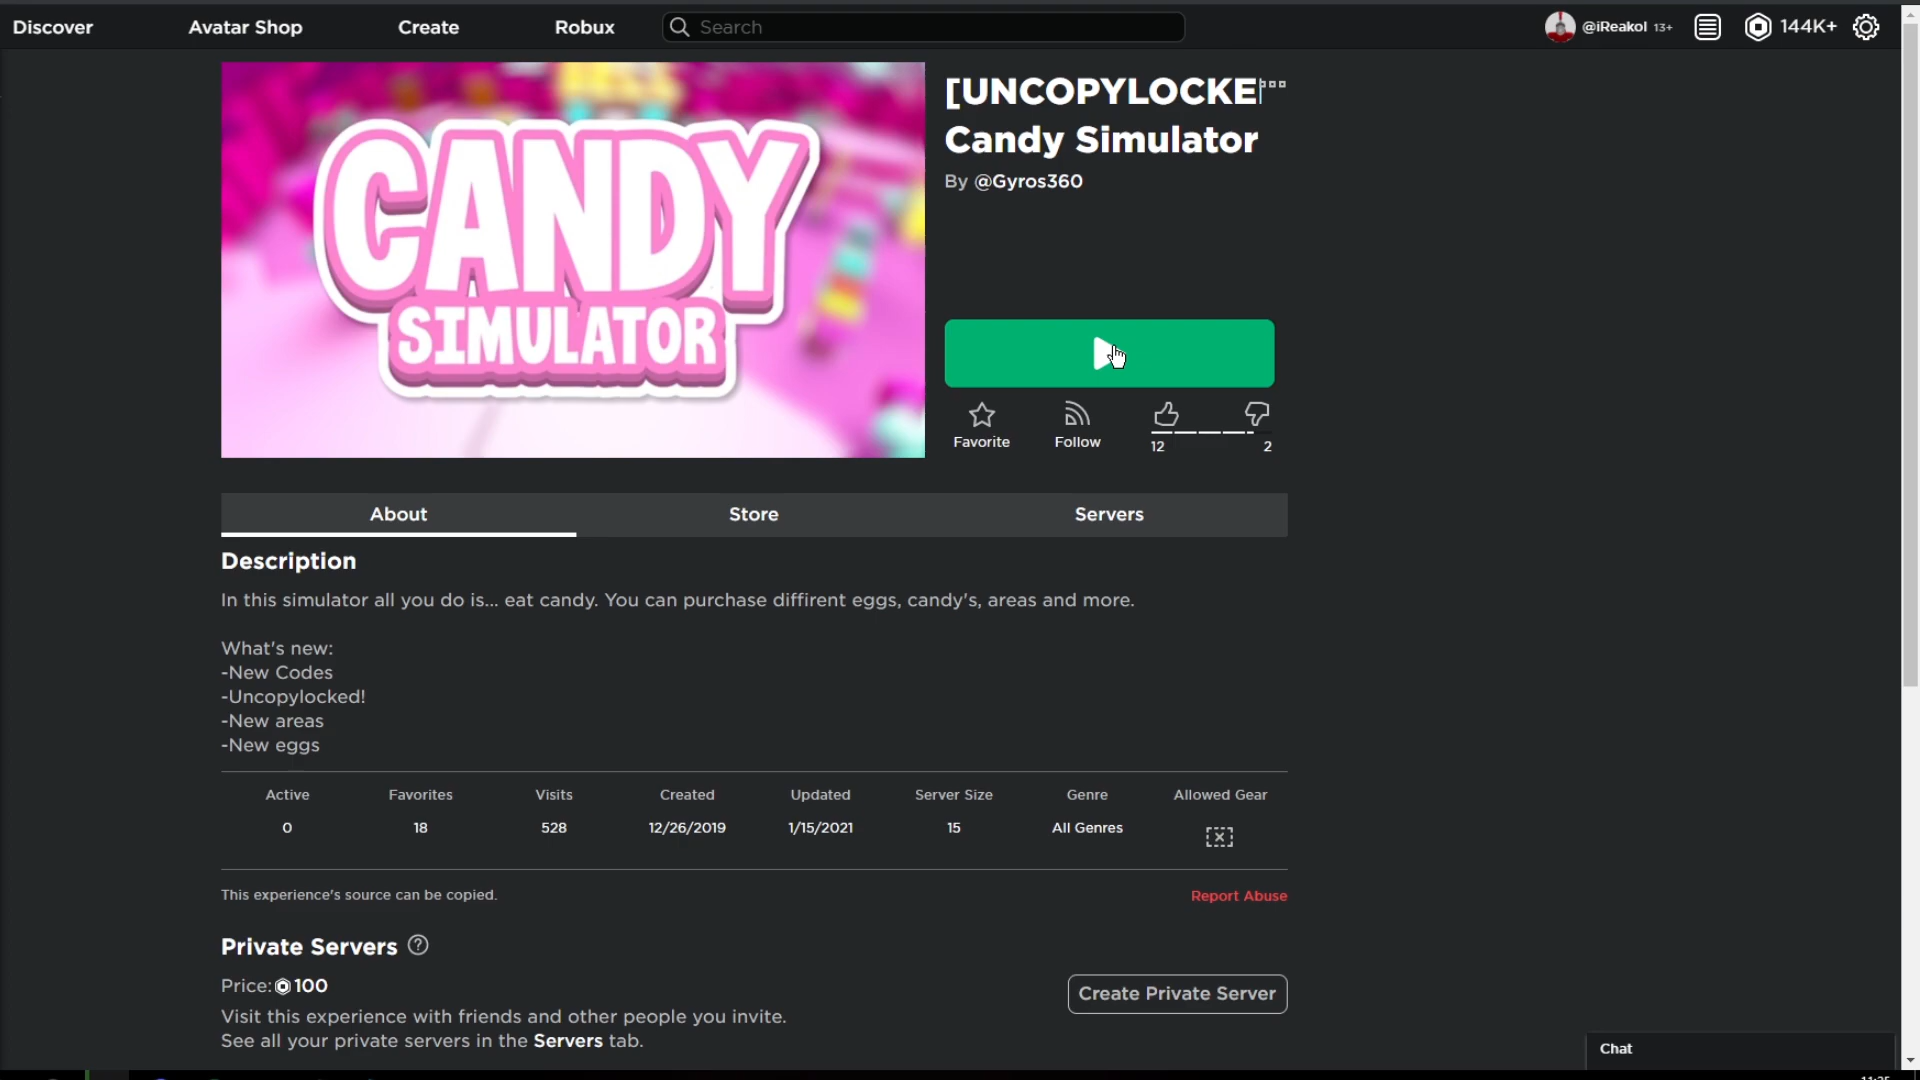 Discover Avatar Shop Create Robux Search @iReakol 13+ 144K+
CANDY
SIMULATOR
[UNCOPYLOCKE
Candy Simulator
By @Gyros360
Favorite Follow 12 2
About Store Servers
Description
In this simulator all you do is... eat candy. You can purchase diffirent eggs, candy's, areas and more.
What's new:
-New Codes
-Uncopylocked!
-New areas
-New eggs
Active Favorites Visits Created Updated Server Size Genre Allowed Gear
0 18 528 12/26/2019 1/15/2021 15 All Genres
This experience's source can be copied. Report Abuse
Private Servers
Price: 100
Create Private Server
Visit this experience with friends and other people you invite.
See all your private servers in the Servers tab.
Chat